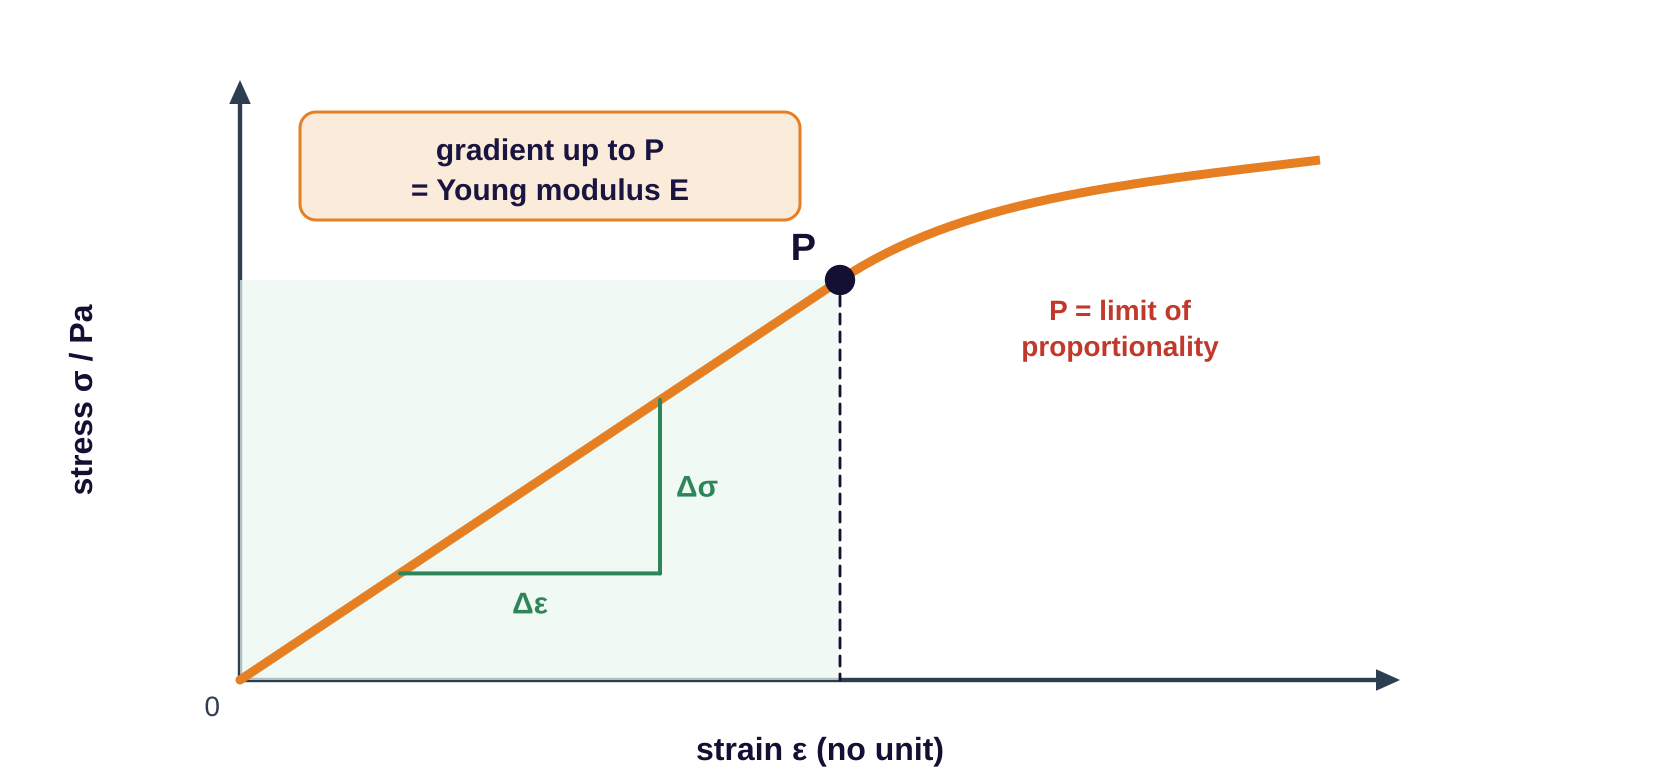 gradient up to P
= Young modulus E
P
P = limit of
proportionality
stress σ / Pa
Δσ
Δε
0
strain ε (no unit)